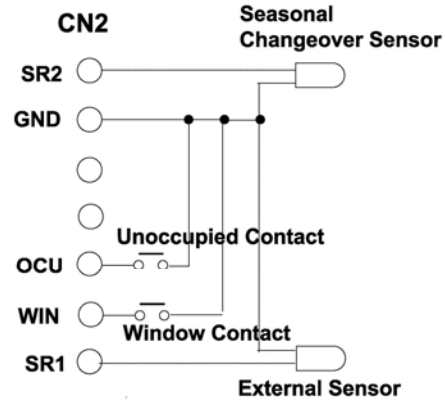 CN2
Seasonal
Changeover Sensor
SR2
GND
Unoccupied Contact
OCU
WIN
Window Contact
SR1
External Sensor